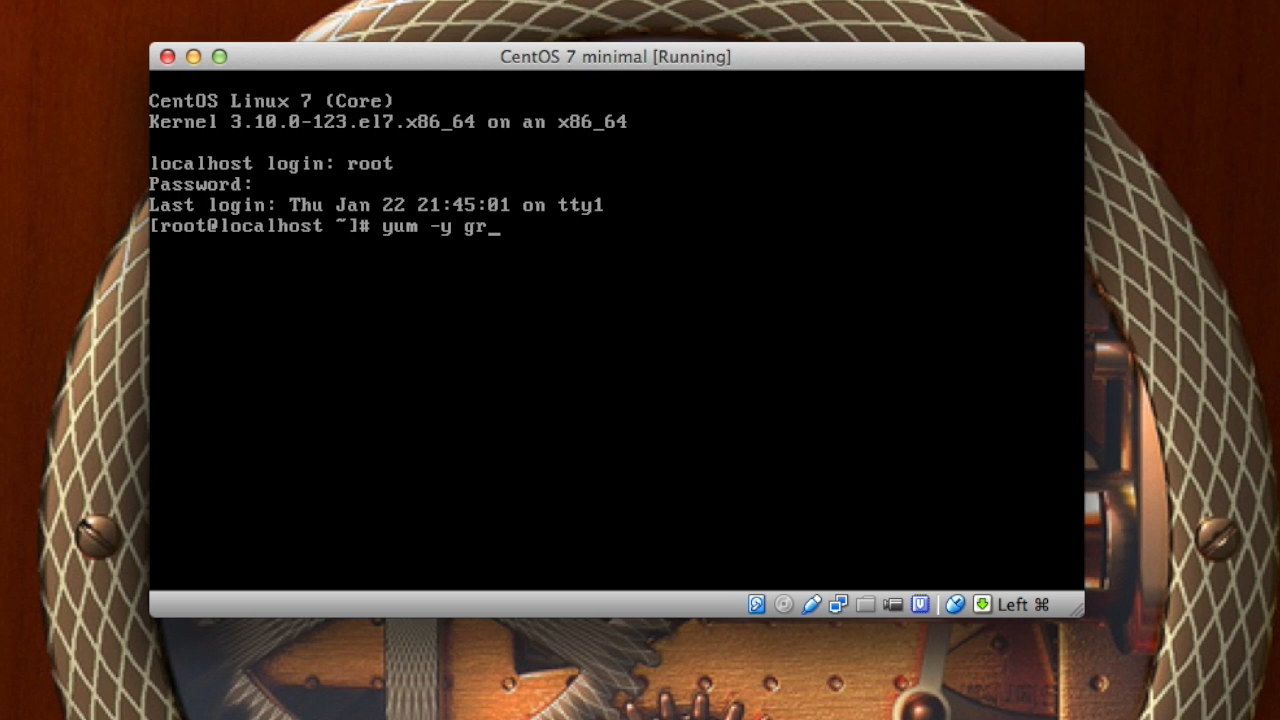 CentOS 7 minimal [Running]
CentOS Linux 7 (Core)
Kernel 3.10.0-123.el7.x86_64 on an x86_64
localhost login: root
Password:
Last login: Thu Jan 22 21:45:01 on tty1
[root@localhost ~]# yum -y gr_
Left ⌘